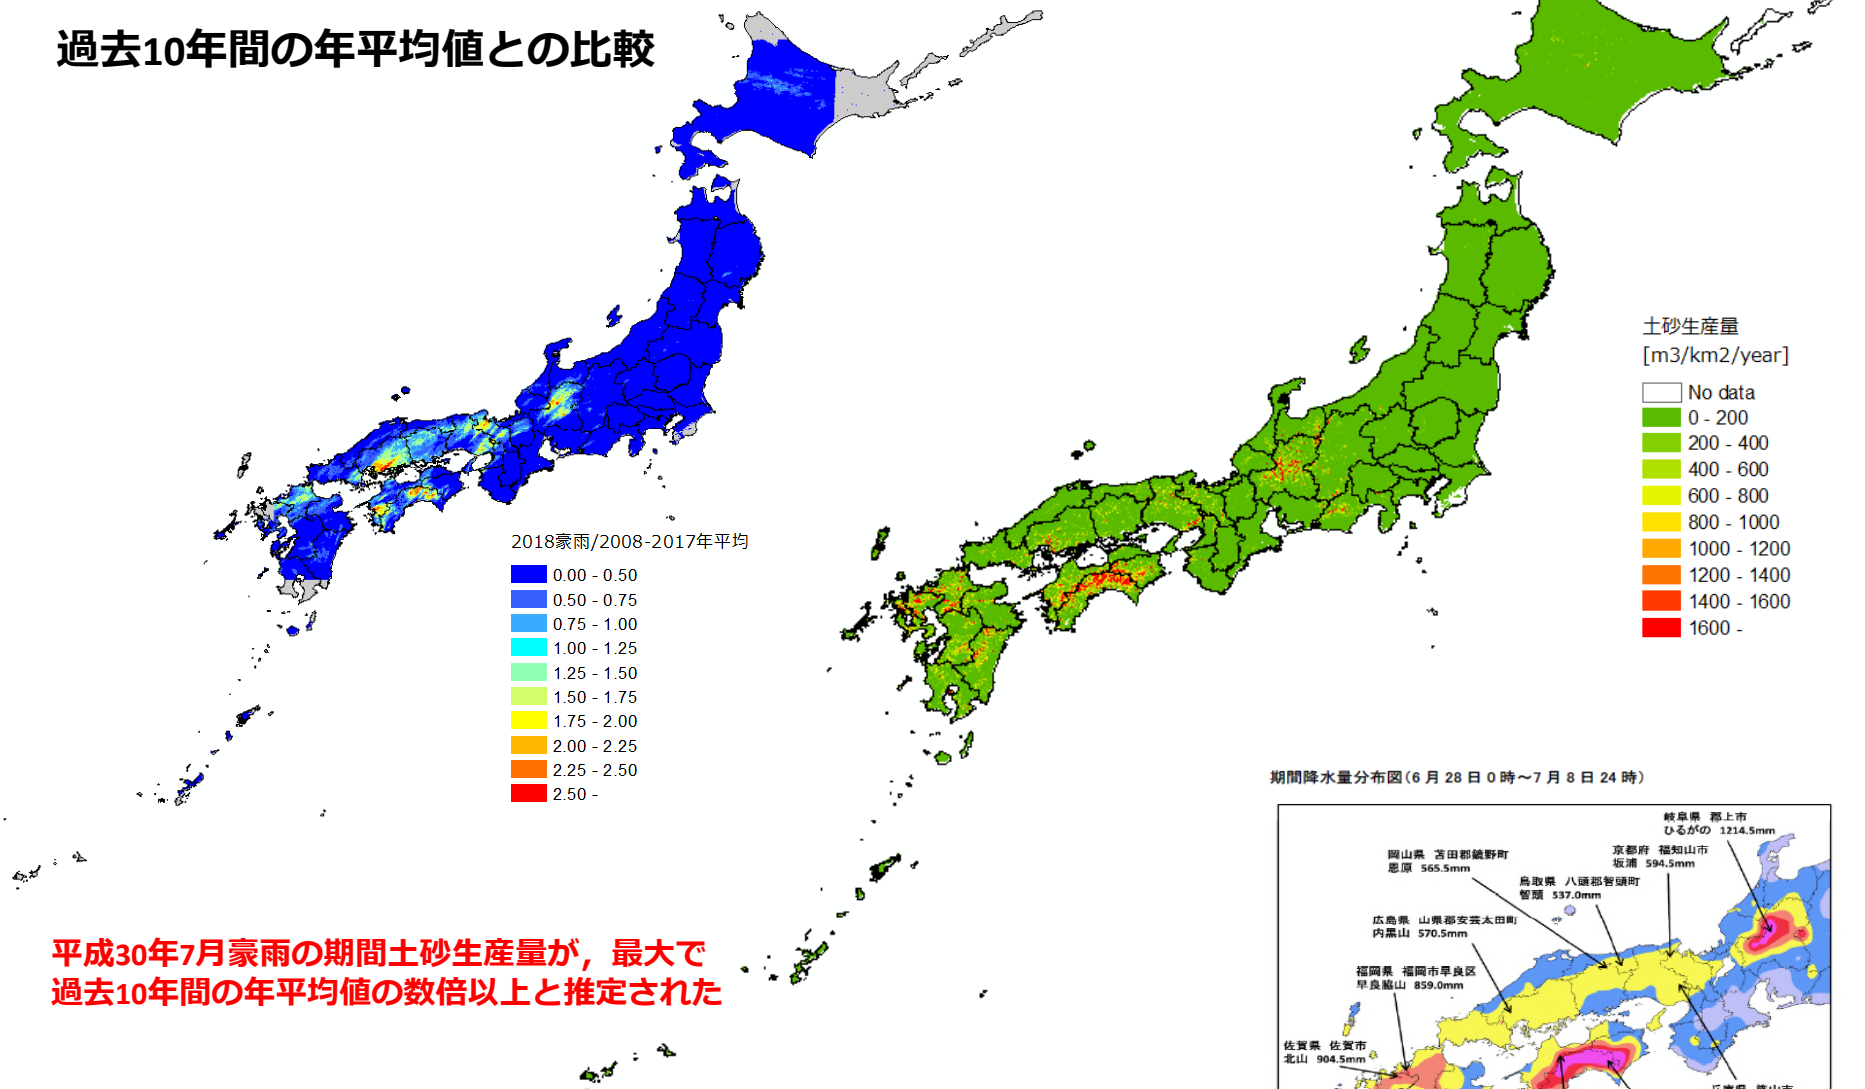 過去10年間の年平均値との比較
2018豪雨/2008-2017年平均
0.00 - 0.50
0.50 - 0.75
0.75 - 1.00
1.00 - 1.25
1.25 - 1.50
1.50 - 1.75
1.75 - 2.00
2.00 - 2.25
2.25 - 2.50
2.50 -
土砂生産量
[m3/km2/year]
No data
0 - 200
200 - 400
400 - 600
600 - 800
800 - 1000
1000 - 1200
1200 - 1400
1400 - 1600
1600 -
平成30年7月豪雨の期間土砂生産量が，最大で
過去10年間の年平均値の数倍以上と推定された
期間降水量分布図（6月28日0時～7月8日24時）
岐阜県 郡上市
ひるがの 1214.5mm
京都府 福知山市
坂浦 594.5mm
岡山県 苫田郡鏡野町
恩原 565.5mm
鳥取県 八頭郡智頭町
智頭 537.0mm
広島県 山県郡安芸太田町
内黒山 570.5mm
福岡県 福岡市早良区
早良脇山 859.0mm
佐賀県 佐賀市
北山 904.5mm